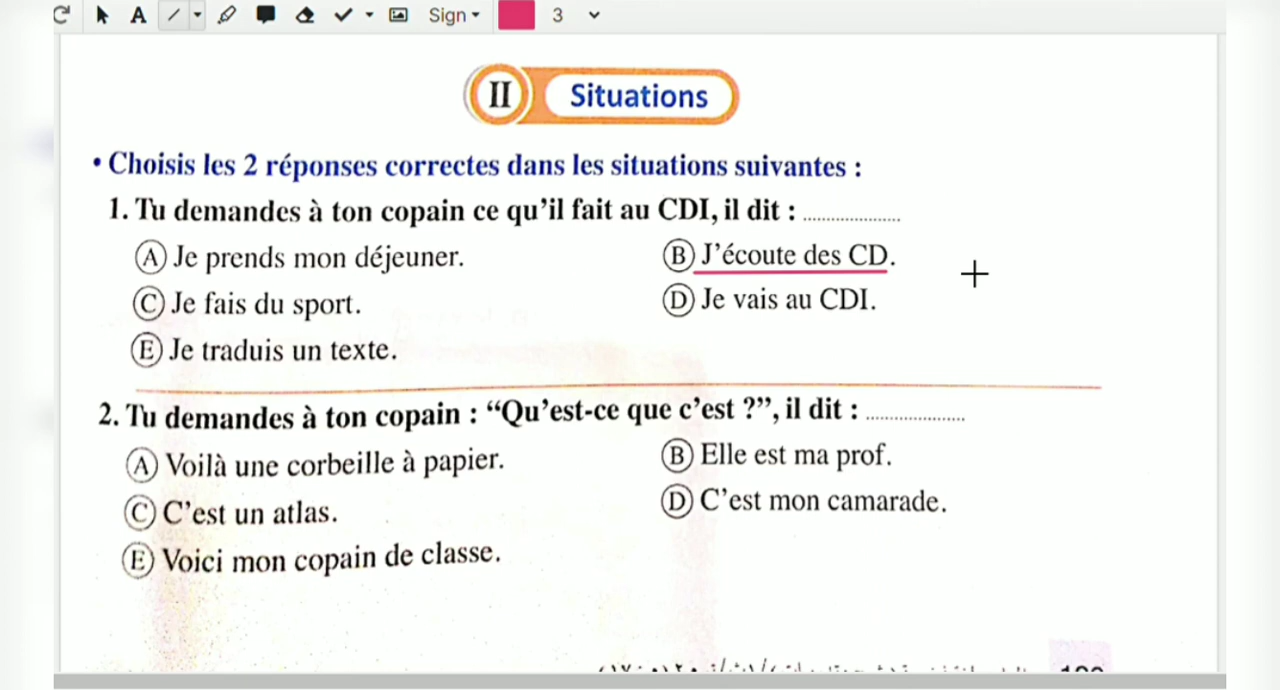 A Sign 3
II Situations
• Choisis les 2 réponses correctes dans les situations suivantes :
1. Tu demandes à ton copain ce qu'il fait au CDI, il dit : ....................
A Je prends mon déjeuner. B J'écoute des CD.
C Je fais du sport. D Je vais au CDI.
E Je traduis un texte.
2. Tu demandes à ton copain : “Qu'est-ce que c'est ?”, il dit : ....................
A Voilà une corbeille à papier. B Elle est ma prof.
C C'est un atlas. D C'est mon camarade.
E Voici mon copain de classe.